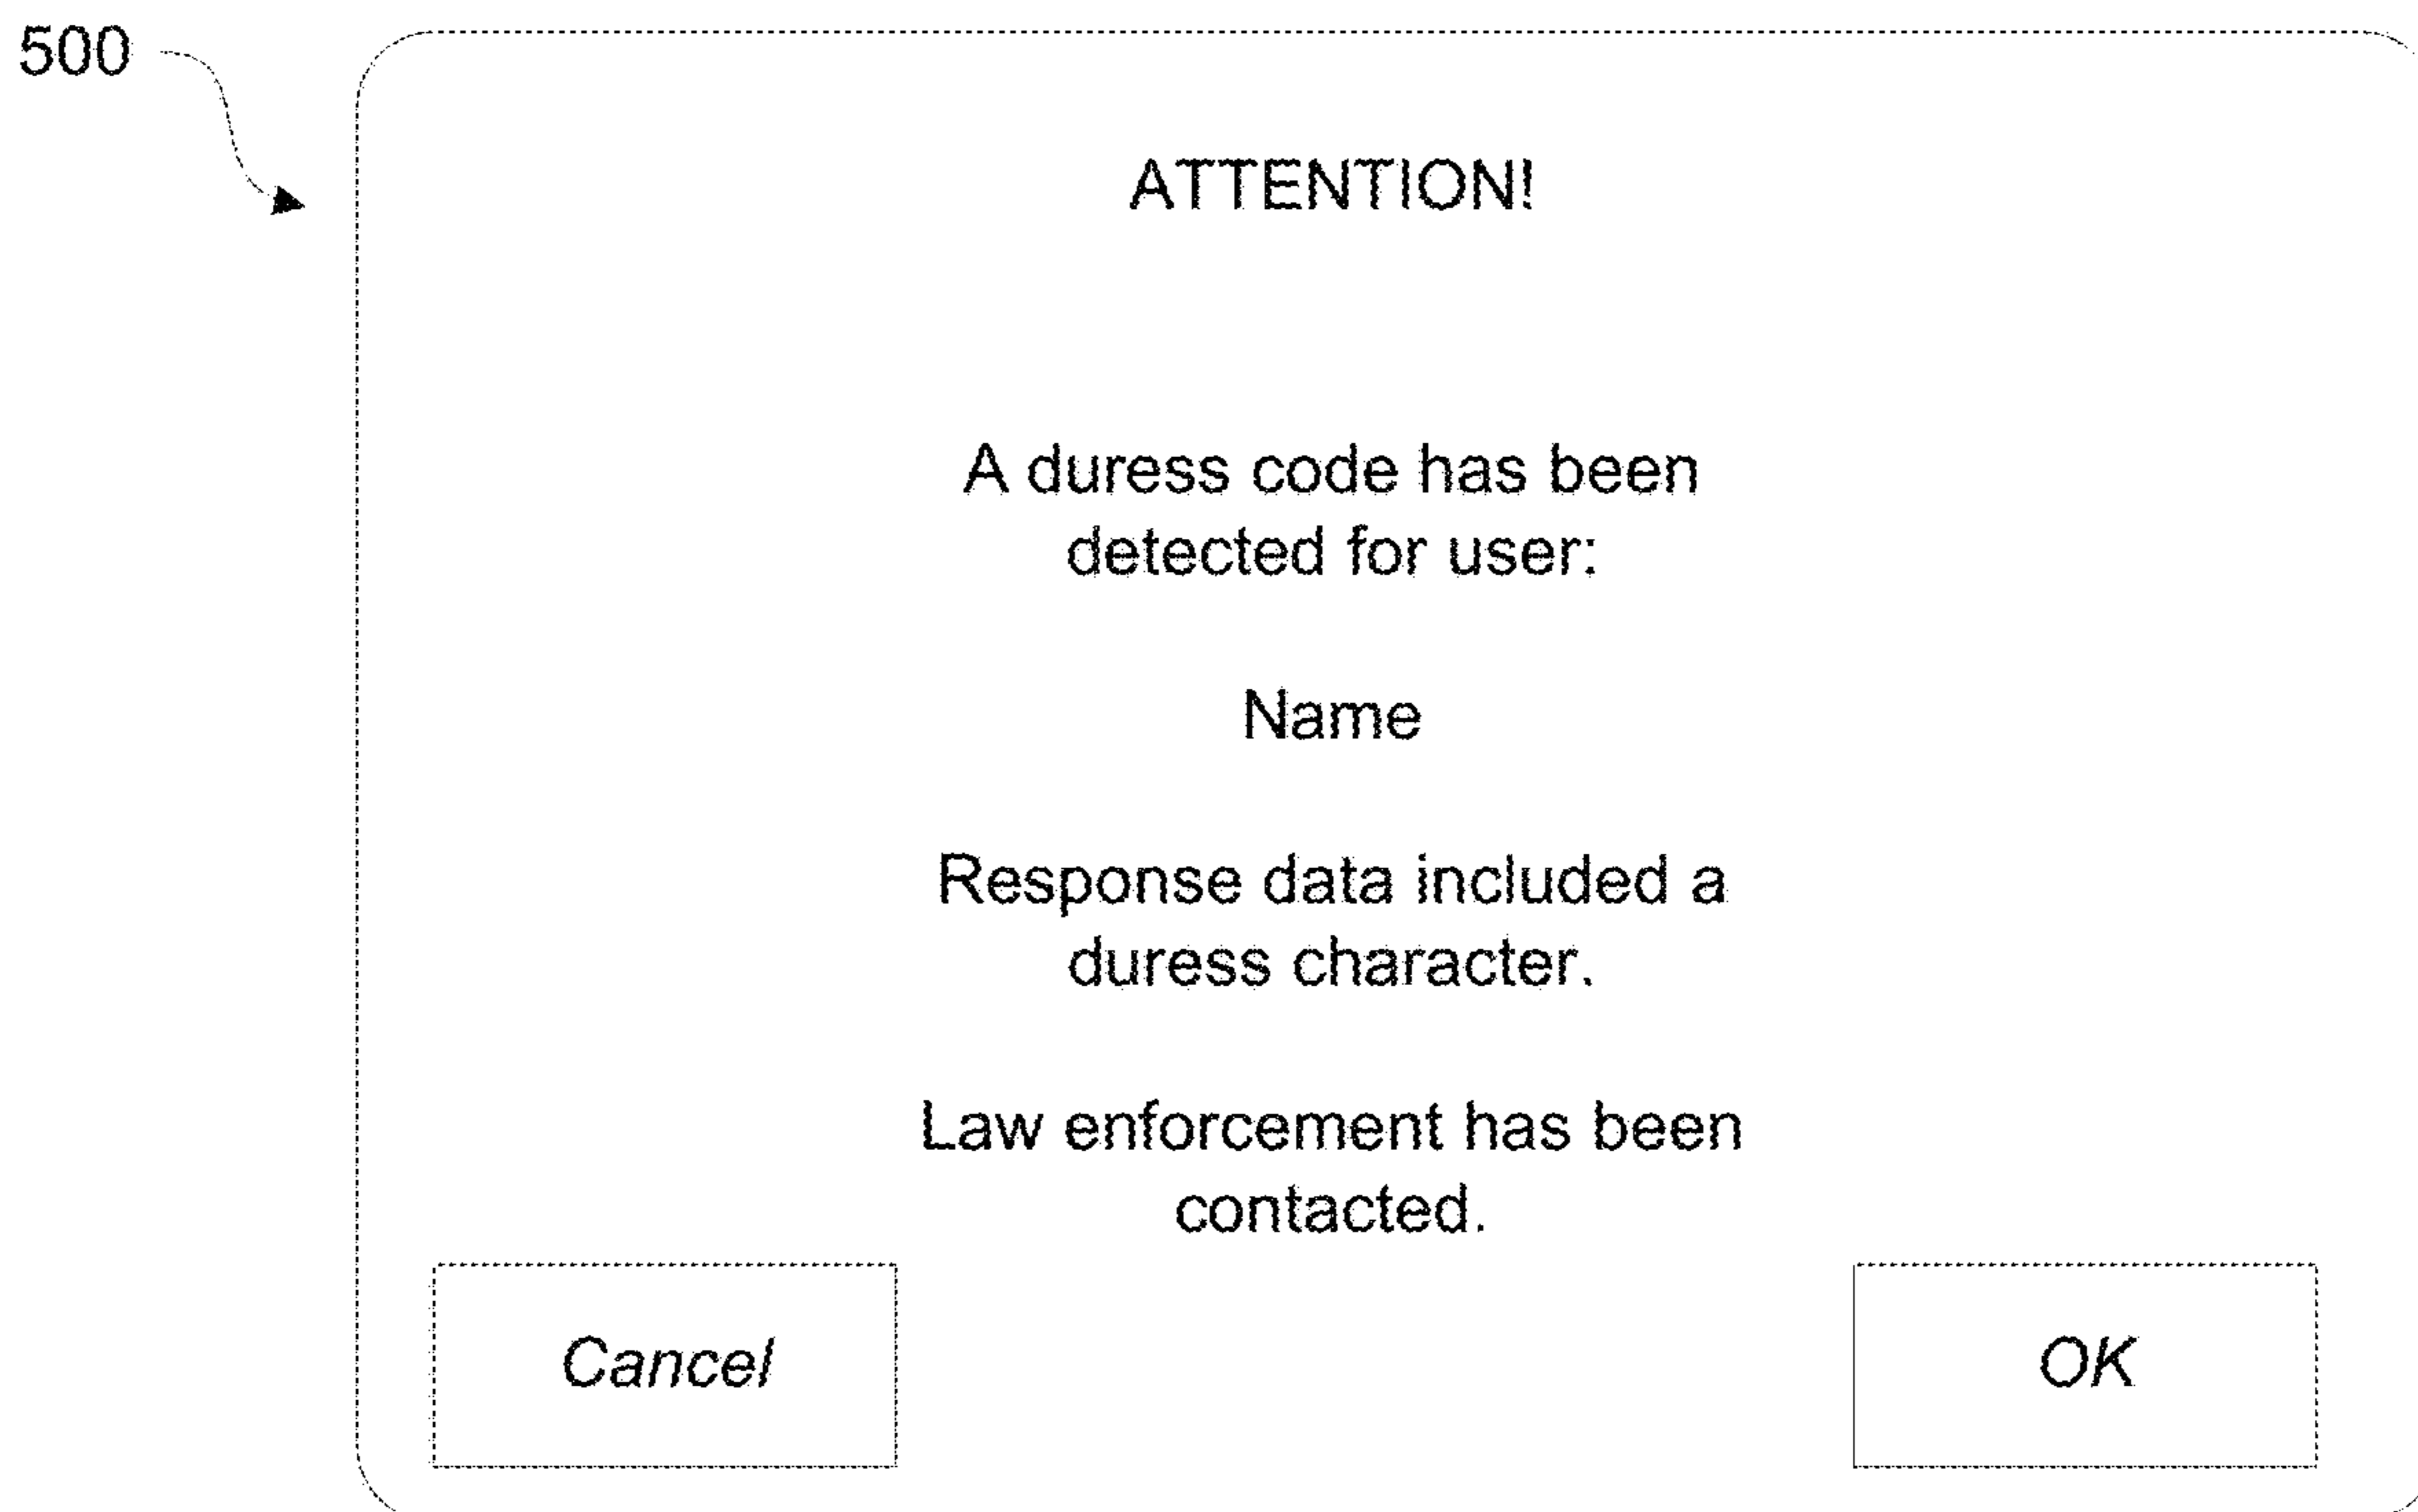 500
ATTENTION!
A duress code has been
detected for user:
Name
Response data included a
duress character.
Law enforcement has been
contacted.
Cancel
OK